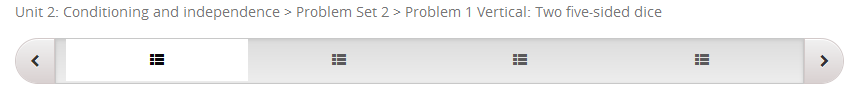 Unit 2: Conditioning and independence > Problem Set 2 > Problem 1 Vertical: Two five-sided dice